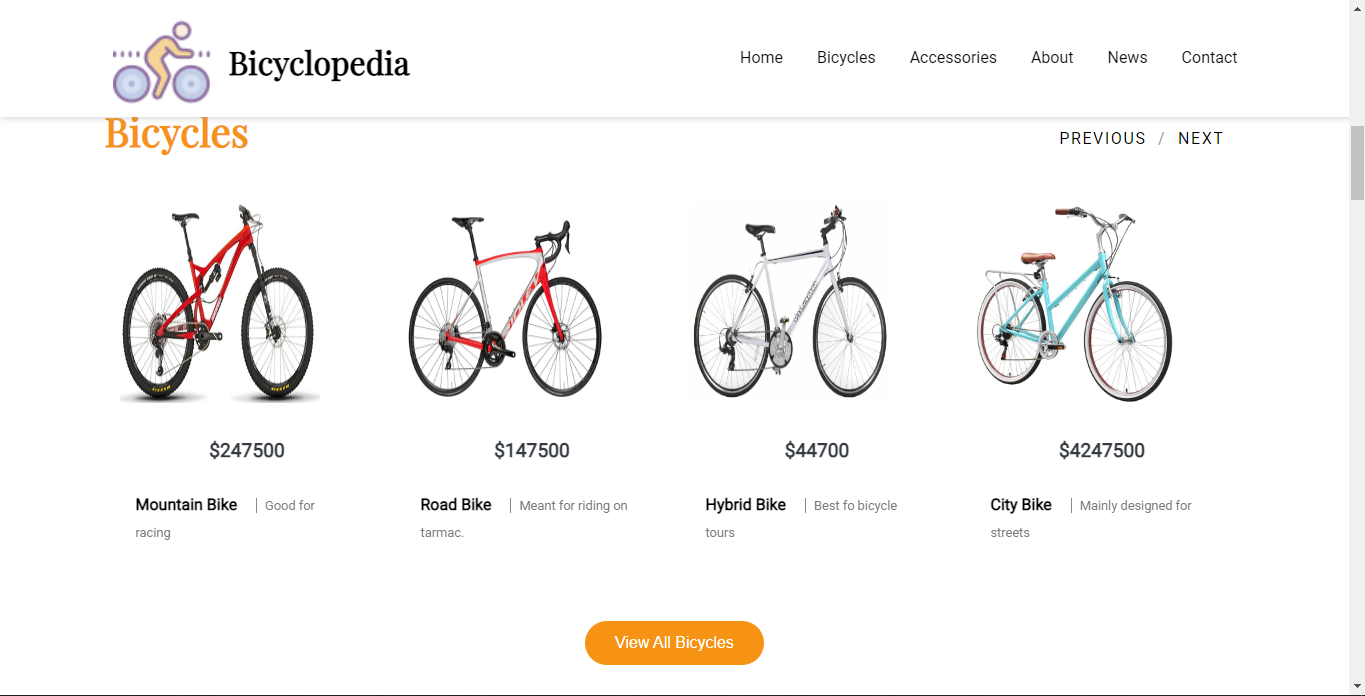 Bicyclopedia
Home Bicycles Accessories About News Contact
Bicycles
PREVIOUS / NEXT
$247500
Mountain Bike | Good for
racing
$147500
Road Bike | Meant for riding on
tarmac.
$44700
Hybrid Bike | Best fo bicycle
tours
$4247500
City Bike | Mainly designed for
streets
View All Bicycles